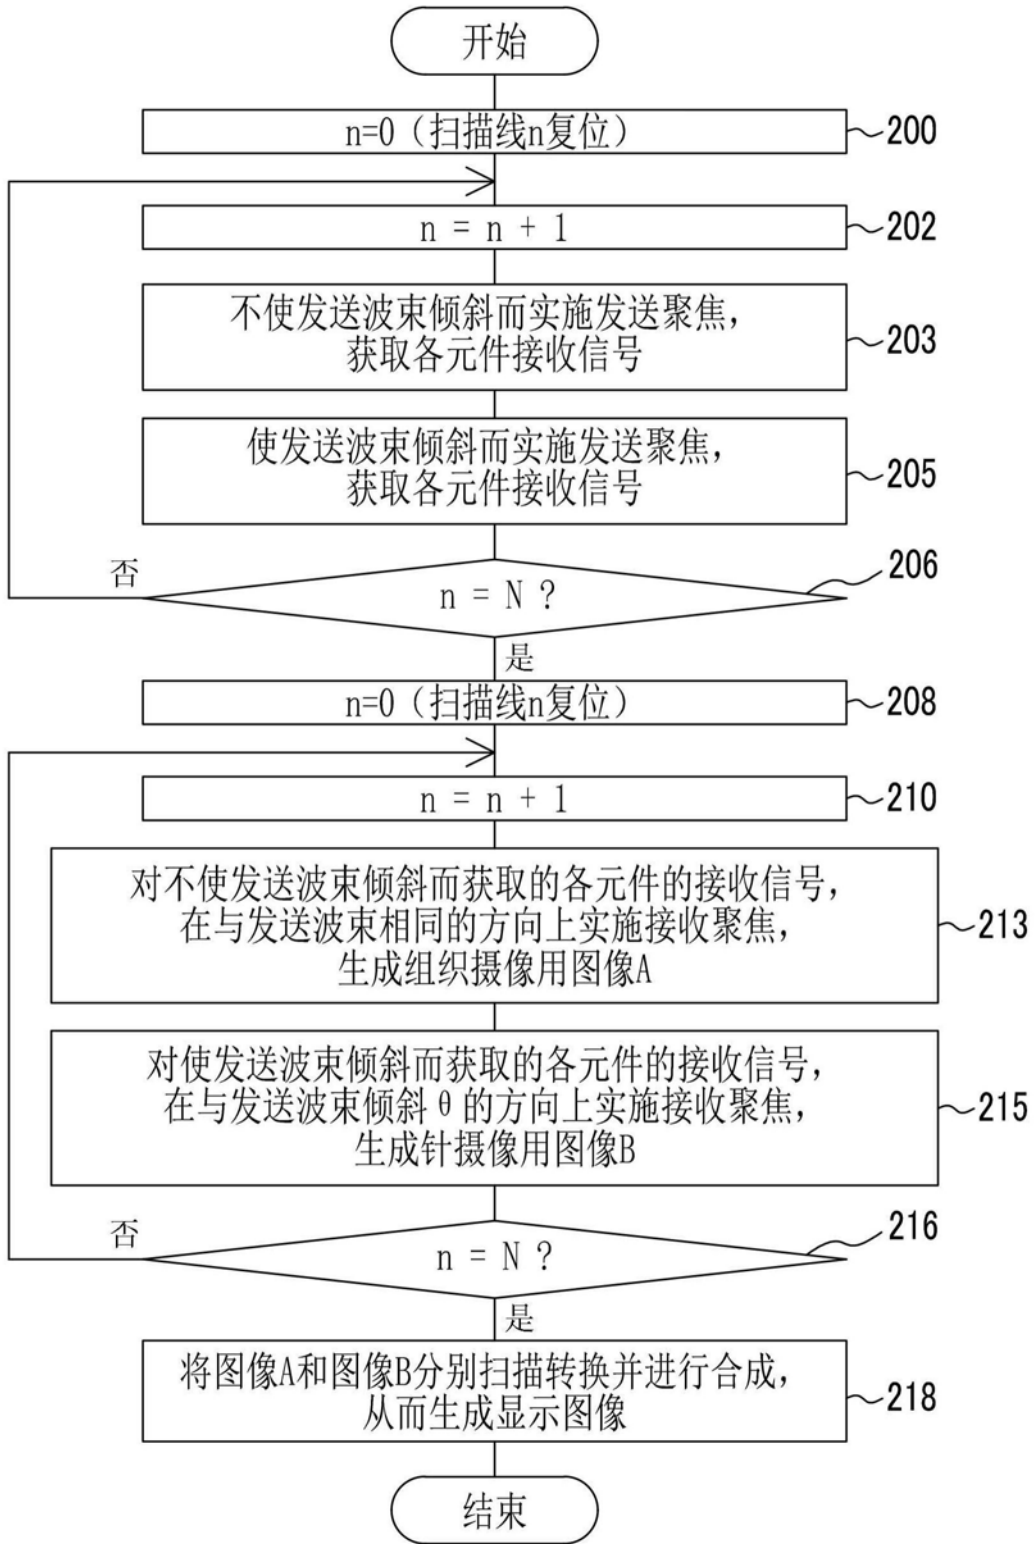 开始
n=0（扫描线n复位）
200
n = n + 1
202
不使发送波束倾斜而实施发送聚焦，
获取各元件接收信号
203
使发送波束倾斜而实施发送聚焦，
获取各元件接收信号
205
否
n = N ?
206
是
n=0（扫描线n复位）
208
n = n + 1
210
对不使发送波束倾斜而获取的各元件的接收信号，
在与发送波束相同的方向上实施接收聚焦，
生成组织摄像用图像A
213
对使发送波束倾斜而获取的各元件的接收信号，
在与发送波束倾斜θ的方向上实施接收聚焦，
生成针摄像用图像B
215
否
n = N ?
216
是
将图像A和图像B分别扫描转换并进行合成，
从而生成显示图像
218
结束